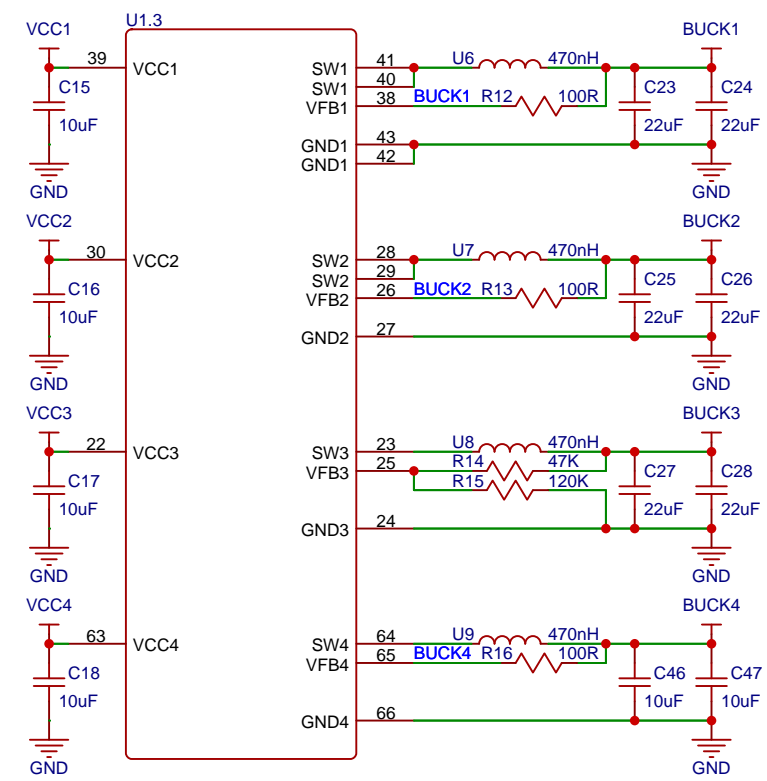 VCC1 U1.3 BUCK1
39 VCC1 SW1 41 U6 470nH
C15 SW1 40 C23 C24
10uF VFB1 38 BUCK1 R12 100R 22uF 22uF
GND1 43
GND1 42
GND GND
VCC2 BUCK2
30 VCC2 SW2 28 U7 470nH
C16 SW2 29 C25 C26
10uF VFB2 26 BUCK2 R13 100R 22uF 22uF
GND2 27
GND GND
VCC3 BUCK3
22 VCC3 SW3 23 U8 470nH
VFB3 25 R14 47K
C17 R15 120K C27 C28
10uF 22uF 22uF
GND3 24
GND GND
VCC4 BUCK4
63 VCC4 SW4 64 U9 470nH
VFB4 65 BUCK4 R16 100R
C18 C46 C47
10uF 10uF 10uF
GND4 66
GND GND